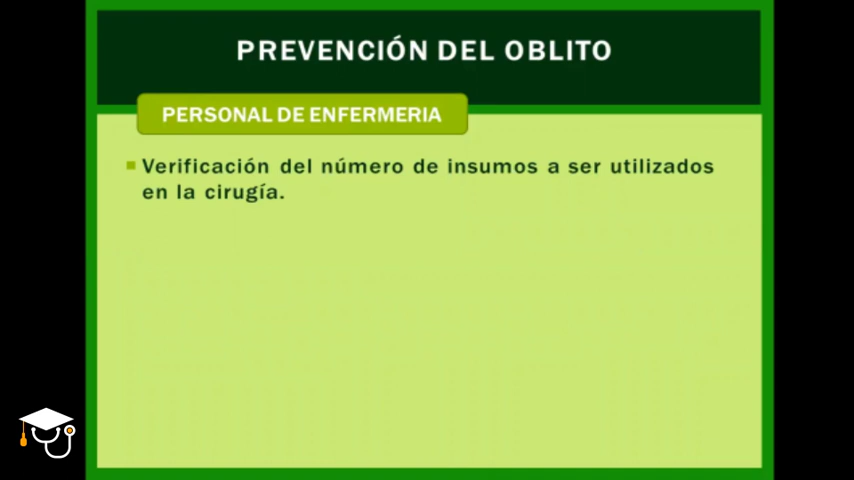 PREVENCIÓN DEL OBLITO
PERSONAL DE ENFERMERIA
Verificación del número de insumos a ser utilizados
en la cirugía.